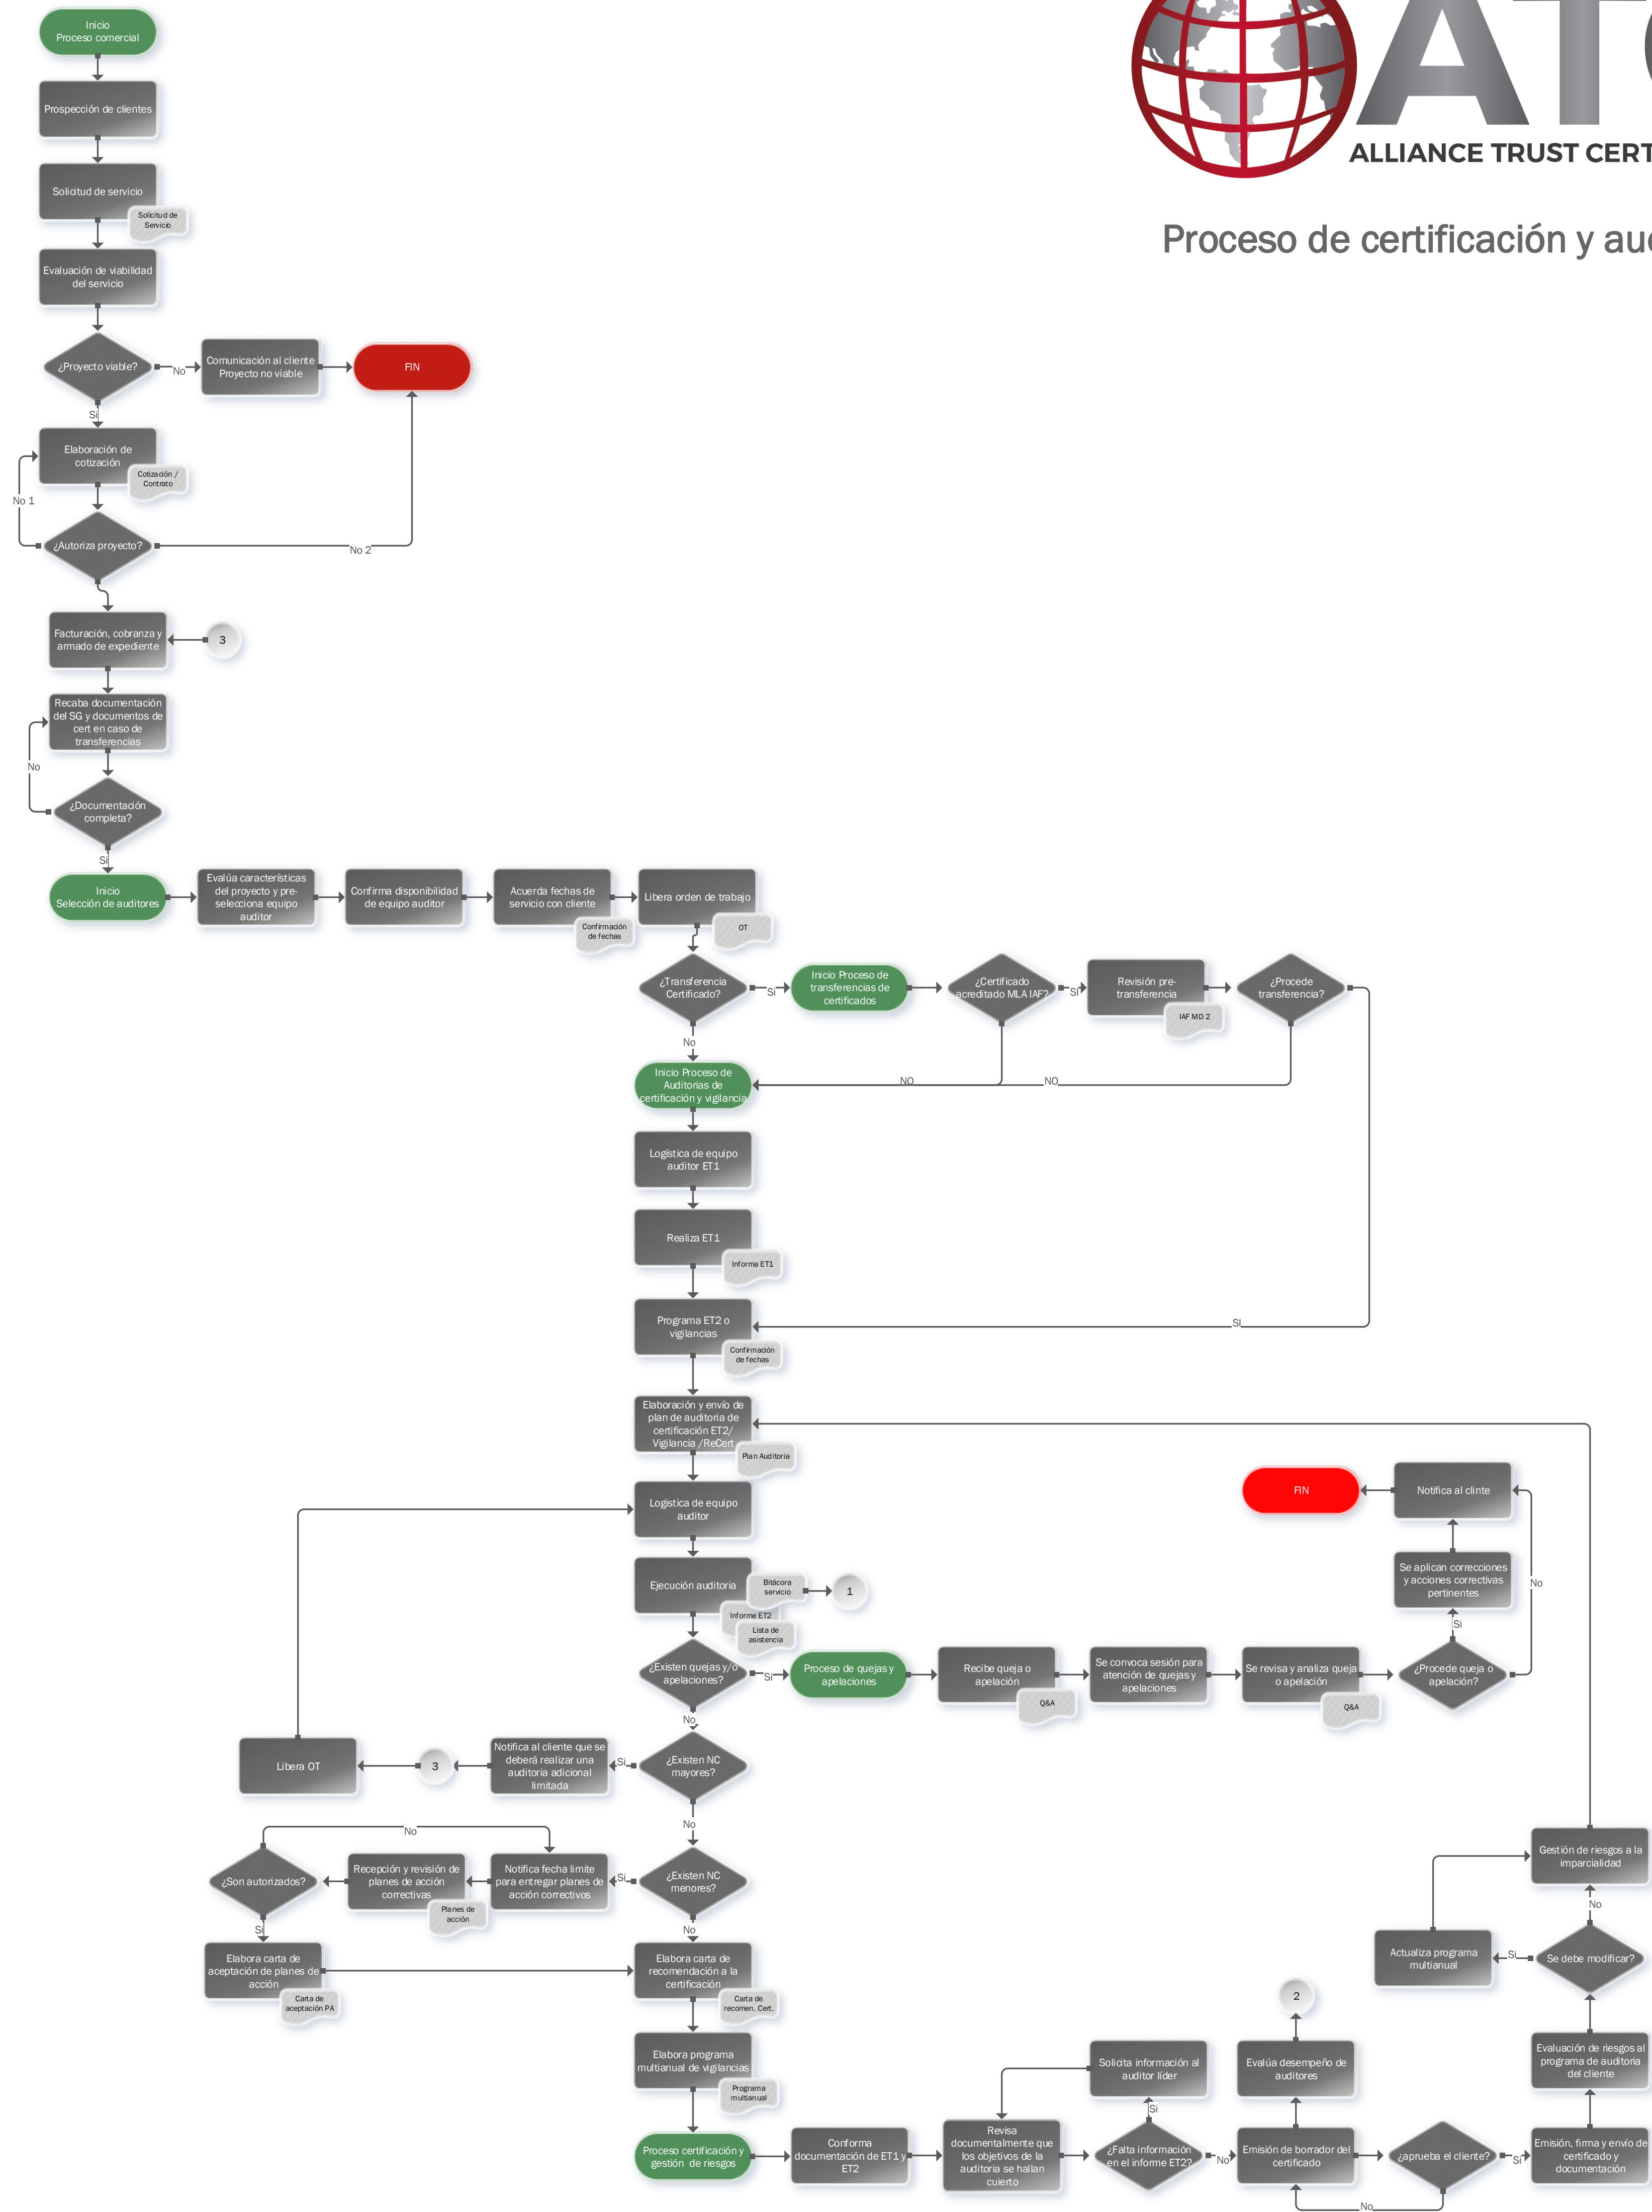 Inicio
Proceso comercial
ALLIANCE TRUST CERT
Prospección de clientes
Solicitud de servicio
Solicitud de
Servicio
Proceso de certificación y
Evaluación de viabilidad
del servicio
¿Proyecto viable?
No
Comunicación al cliente
Proyecto no viable
FIN
Si
Elaboración de
cotización
Cotización /
Contrato
No 1
¿Autoriza proyecto?
No 2
Facturación, cobranza y
armado de expediente
3
Recaba documentación
del SG y documentos de
cert en caso de
transferencias
No
¿Documentación
completa?
Si
Inicio
Selección de auditores
Evalúa características
del proyecto y pre-
selecciona equipo
auditor
Confirma disponibilidad
de equipo auditor
Acuerda fechas de
servicio con cliente
Confirmación
de fechas
Libera orden de trabajo
OT
¿Transferencia
Certificado?
Si
Inicio Proceso de
transferencias de
certificados
¿Certificado
acreditado MLA IAF?
SI
Revisión pre-
transferencia
IAF MD 2
¿Procede
transferencia?
No
Inicio Proceso de
Auditorias de
certificación y vigilancia
NO
NO
Logística de equipo
auditor ET1
Realiza ET1
Informa ET1
Programa ET2 o
vigilancias
Confirmación
de fechas
SI
Elaboración y envío de
plan de auditoria de
certificación ET2/
Vigilancia /ReCert
Plan Auditoria
Logistica de equipo
auditor
FIN
Notifica al clinte
Ejecución auditoria
Bitácora
servicio
1
Informe ET2
Lista de
asistencia
Se aplican correcciones
y acciones correctivas
pertinentes
No
Si
¿Existen quejas y/o
apelaciones?
Si
Proceso de quejas y
apelaciones
Recibe queja o
apelación
Q&A
Se convoca sesión para
atención de quejas y
apelaciones
Se revisa y analiza queja
o apelación
Q&A
¿Procede queja o
apelación?
No
Libera OT
3
Notifica al cliente que se
deberá realizar una
auditoria adicional
limitada
Si
¿Existen NC
mayores?
No
No
¿Son autorizados?
Recepción y revisión de
planes de acción
correctivas
Planes de
acción
Notifica fecha limite
para entregar planes de
acción correctivos
Si
¿Existen NC
menores?
Gestión de riesgos a la
imparcialidad
No
Si
No
Elabora carta de
aceptación de planes de
acción
Carta de
aceptación PA
Elabora carta de
recomendación a la
certificación
Carta de
recomen. Cert.
Actualiza programa
multianual
Si
Se debe modificar?
2
Elabora programa
multianual de vigilancias
Programa
multianual
Solicita información al
auditor líder
Evalúa desempeño de
auditores
Evaluación de riesgos al
programa de auditoria
del cliente
Si
Proceso certificación y
gestión de riesgos
Conforma
documentación de ET1 y
ET2
Revisa
documentalmente que
los objetivos de la
auditoria se hallan
cuierto
¿Falta información
en el informe ET2?
No
Emisión de borrador del
certificado
¿aprueba el cliente?
Si
Emisión, firma y envío de
certificado y
documentación
No